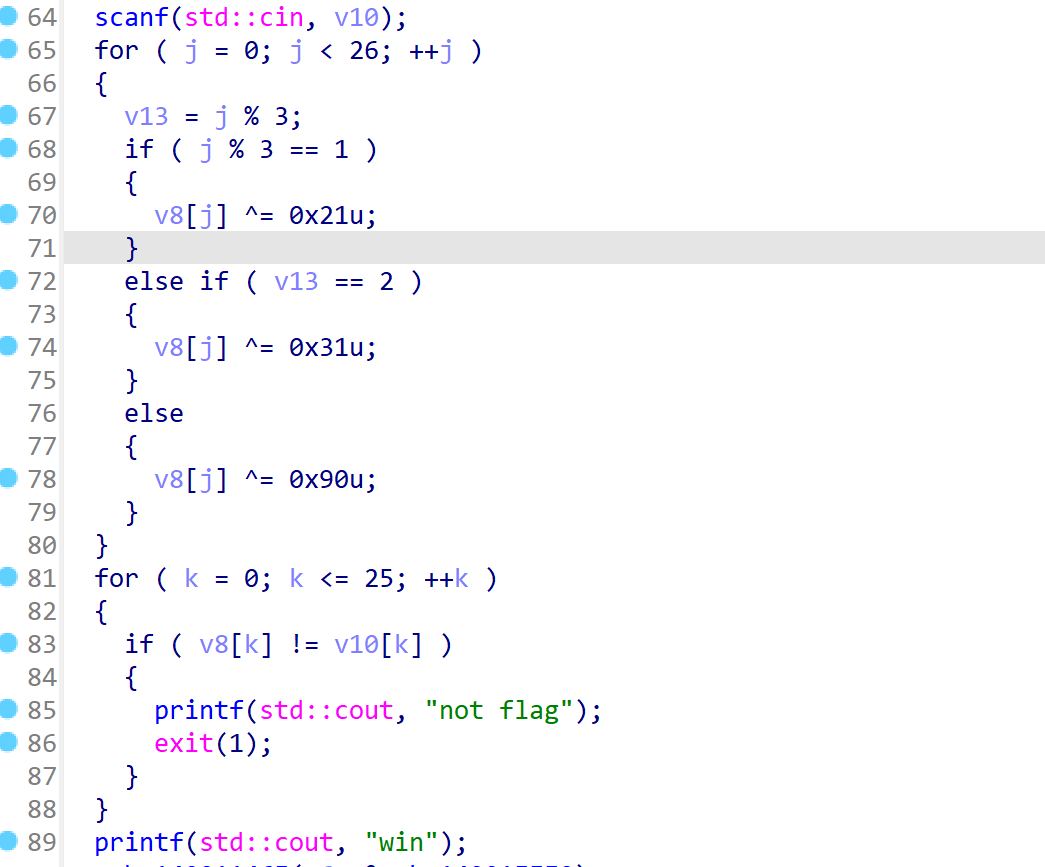 64 scanf(std::cin, v10);
65 for ( j = 0; j < 26; ++j )
66 {
67 v13 = j % 3;
68 if ( j % 3 == 1 )
69 {
70 v8[j] ^= 0x21u;
71 }
72 else if ( v13 == 2 )
73 {
74 v8[j] ^= 0x31u;
75 }
76 else
77 {
78 v8[j] ^= 0x90u;
79 }
80 }
81 for ( k = 0; k <= 25; ++k )
82 {
83 if ( v8[k] != v10[k] )
84 {
85 printf(std::cout, "not flag");
86 exit(1);
87 }
88 }
89 printf(std::cout, "win");